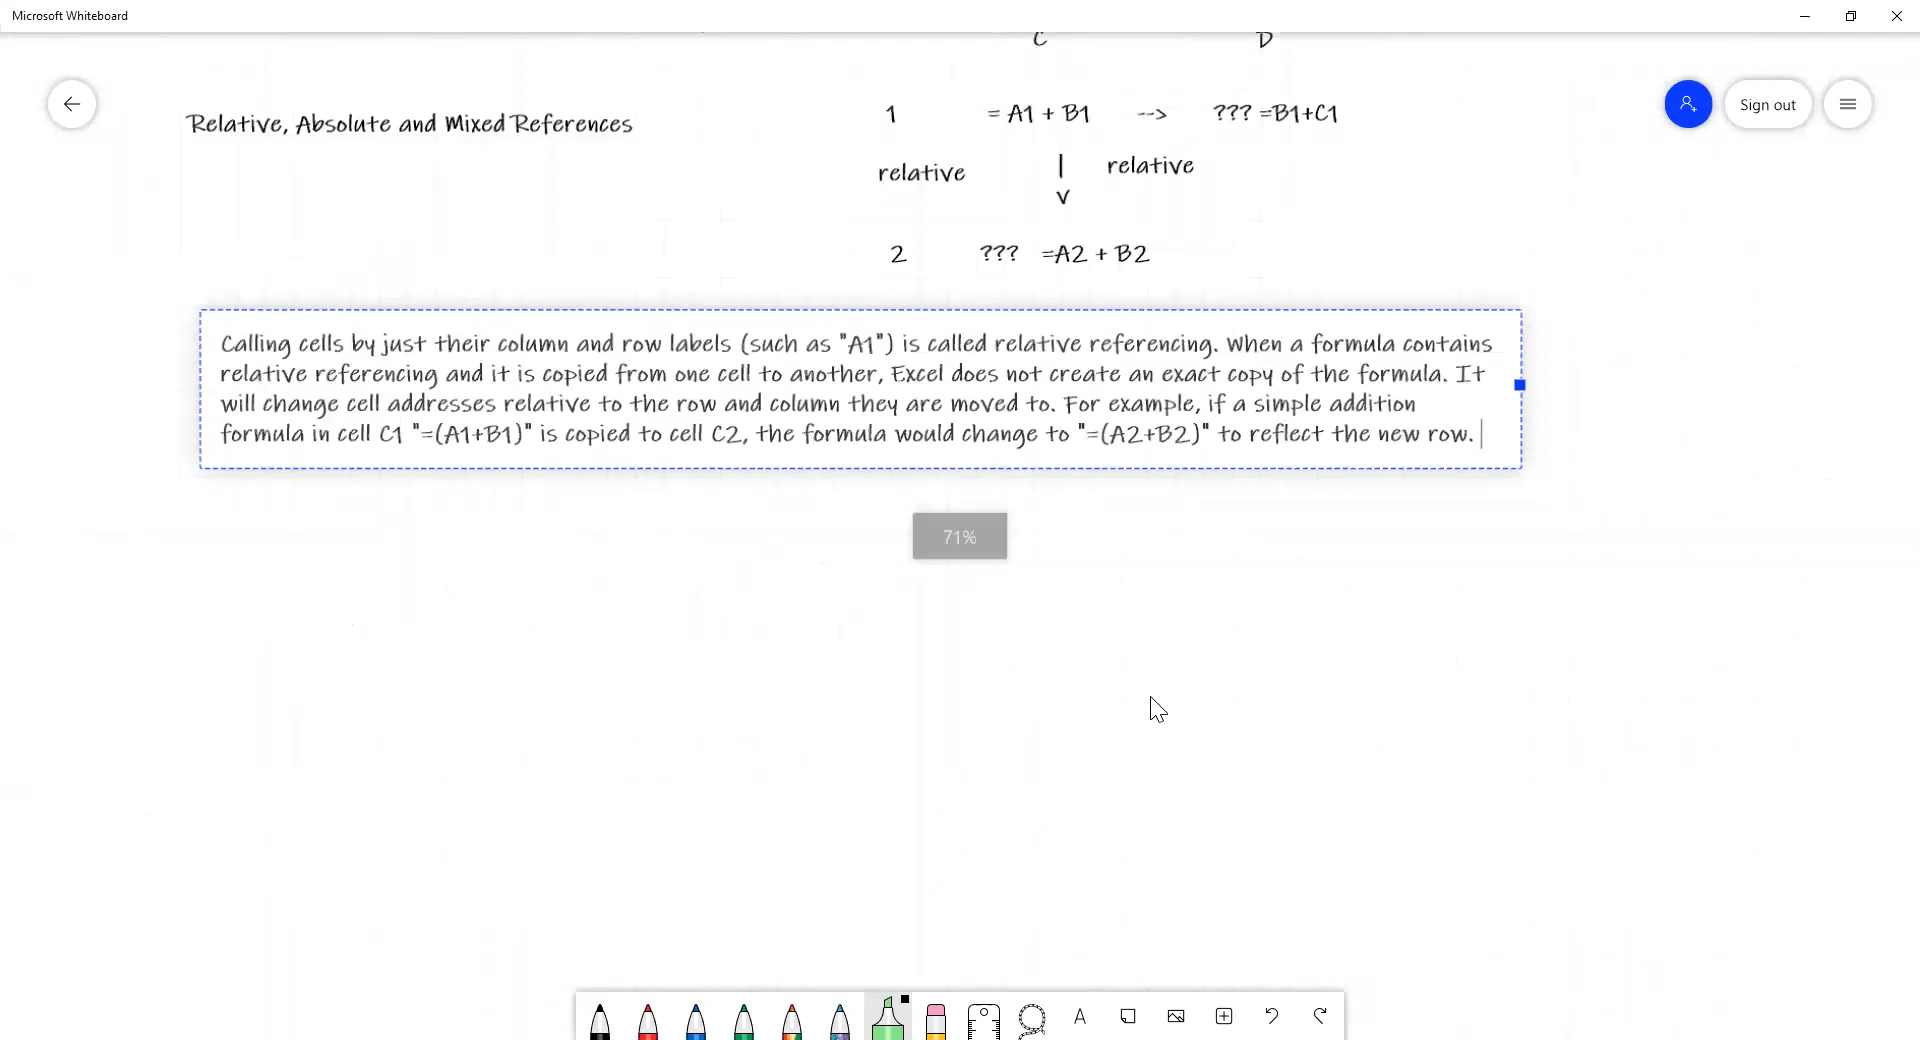 Microsoft Whiteboard
C D
Sign out
Relative, Absolute and Mixed References
1 = A1 + B1 --> ??? =B1+C1
relative | relative
v
2 ??? =A2 + B2
Calling cells by just their column and row labels (such as "A1") is called relative referencing. When a formula contains
relative referencing and it is copied from one cell to another, Excel does not create an exact copy of the formula. It
will change cell addresses relative to the row and column they are moved to. For example, if a simple addition
formula in cell C1 "=(A1+B1)" is copied to cell C2, the formula would change to "=(A2+B2)" to reflect the new row.
71%
A